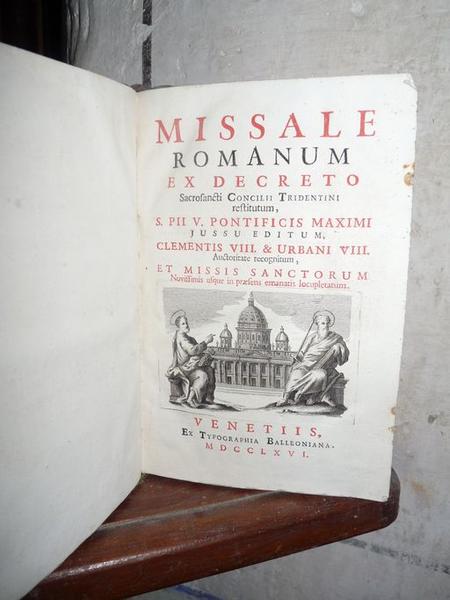 MISSALE
ROMANUM
EX DECRETO
Sacrosancti CONCILII TRIDENTINI
restitutum,
S. PII V. PONTIFICIS MAXIMI
JUSSU EDITUM,
CLEMENTIS VIII. & URBANI VIII.
Auctoritate recognitum,
ET MISSIS SANCTORUM
Novissimis usque in præsens emanatis locupletatum.
VENETIIS,
EX TYPOGRAPHIA BALLEONIANA.
MDCCLXVI.